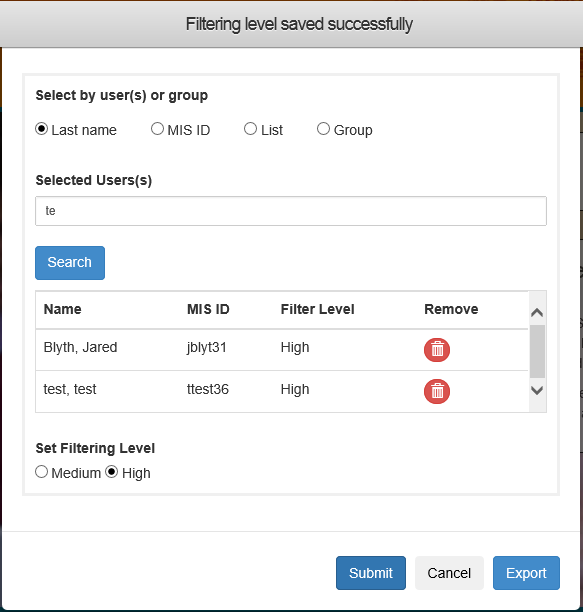 Filtering level saved successfully
Select by user(s) or group
Last name MIS ID List Group
Selected Users(s)
te
Search
Name MIS ID Filter Level Remove
Blyth, Jared jblyt31 High
test, test ttest36 High
Set Filtering Level
Medium High
Submit Cancel Export